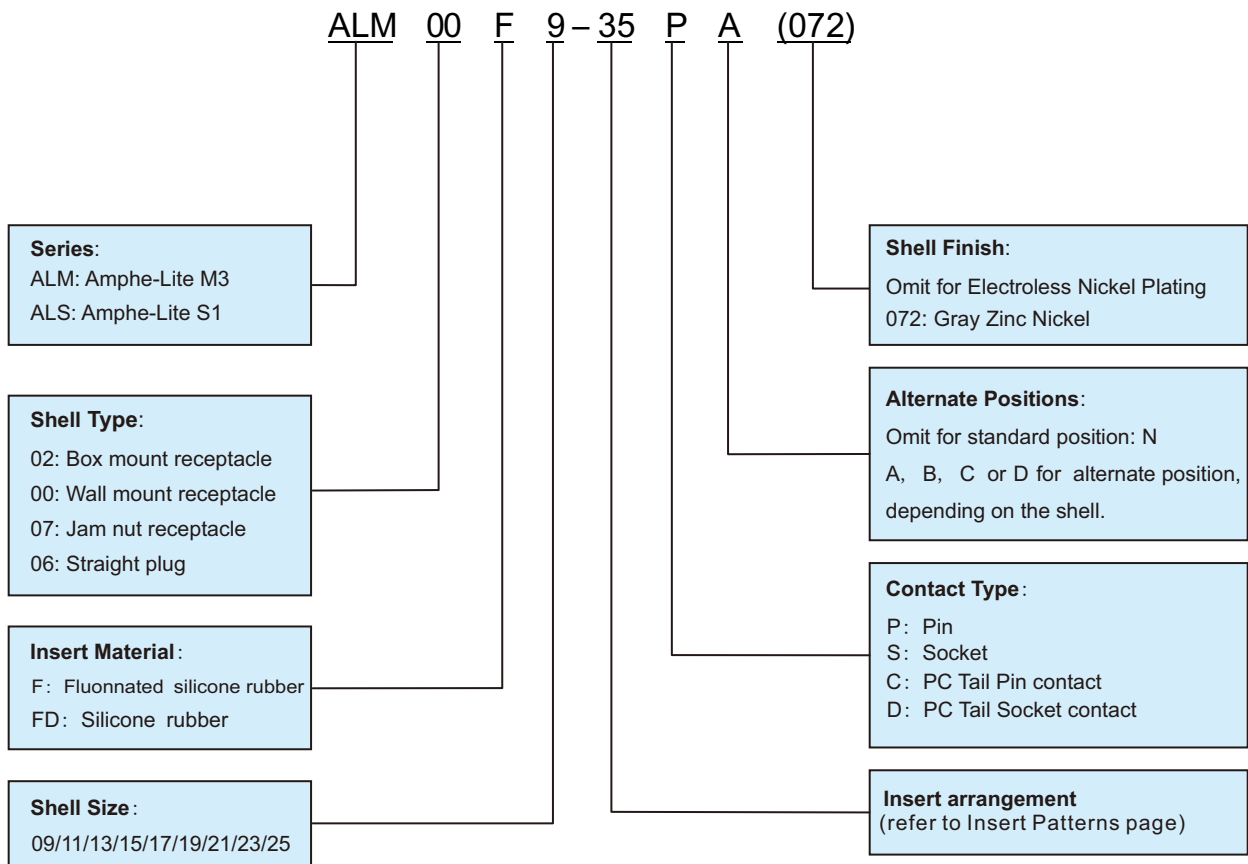 ALM 00 F 9 – 35 P A (072)
Series:
ALM: Amphe-Lite M3
ALS: Amphe-Lite S1
Shell Type:
02: Box mount receptacle
00: Wall mount receptacle
07: Jam nut receptacle
06: Straight plug
Insert Material:
F: Fluonnated silicone rubber
FD: Silicone rubber
Shell Size:
09/11/13/15/17/19/21/23/25
Shell Finish:
Omit for Electroless Nickel Plating
072: Gray Zinc Nickel
Alternate Positions:
Omit for standard position: N
A, B, C or D for alternate position,
depending on the shell.
Contact Type:
P: Pin
S: Socket
C: PC Tail Pin contact
D: PC Tail Socket contact
Insert arrangement
(refer to Insert Patterns page)